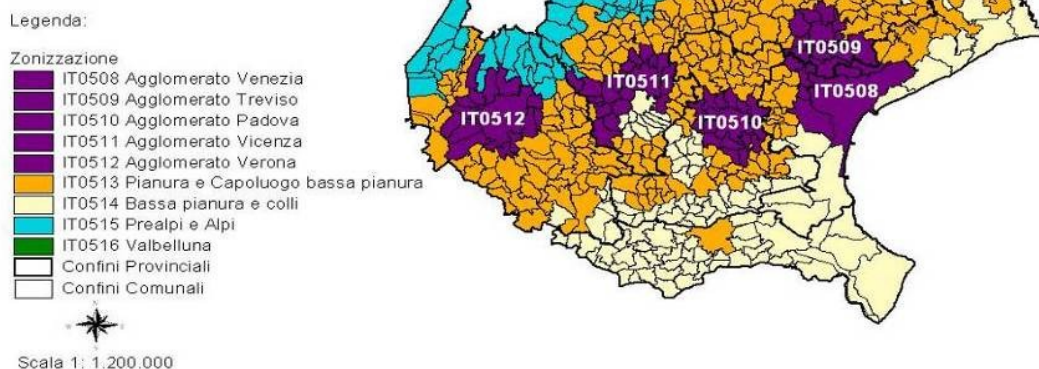 Legenda:
Zonizzazione
IT0508 Agglomerato Venezia
IT0509 Agglomerato Treviso
IT0510 Agglomerato Padova
IT0511 Agglomerato Vicenza
IT0512 Agglomerato Verona
IT0513 Pianura e Capoluogo bassa pianura
IT0514 Bassa pianura e colli
IT0515 Prealpi e Alpi
IT0516 Valbelluna
Confini Provinciali
Confini Comunali
Scala 1: 1.200.000
IT0509
IT0511
IT0508
IT0512
IT0510